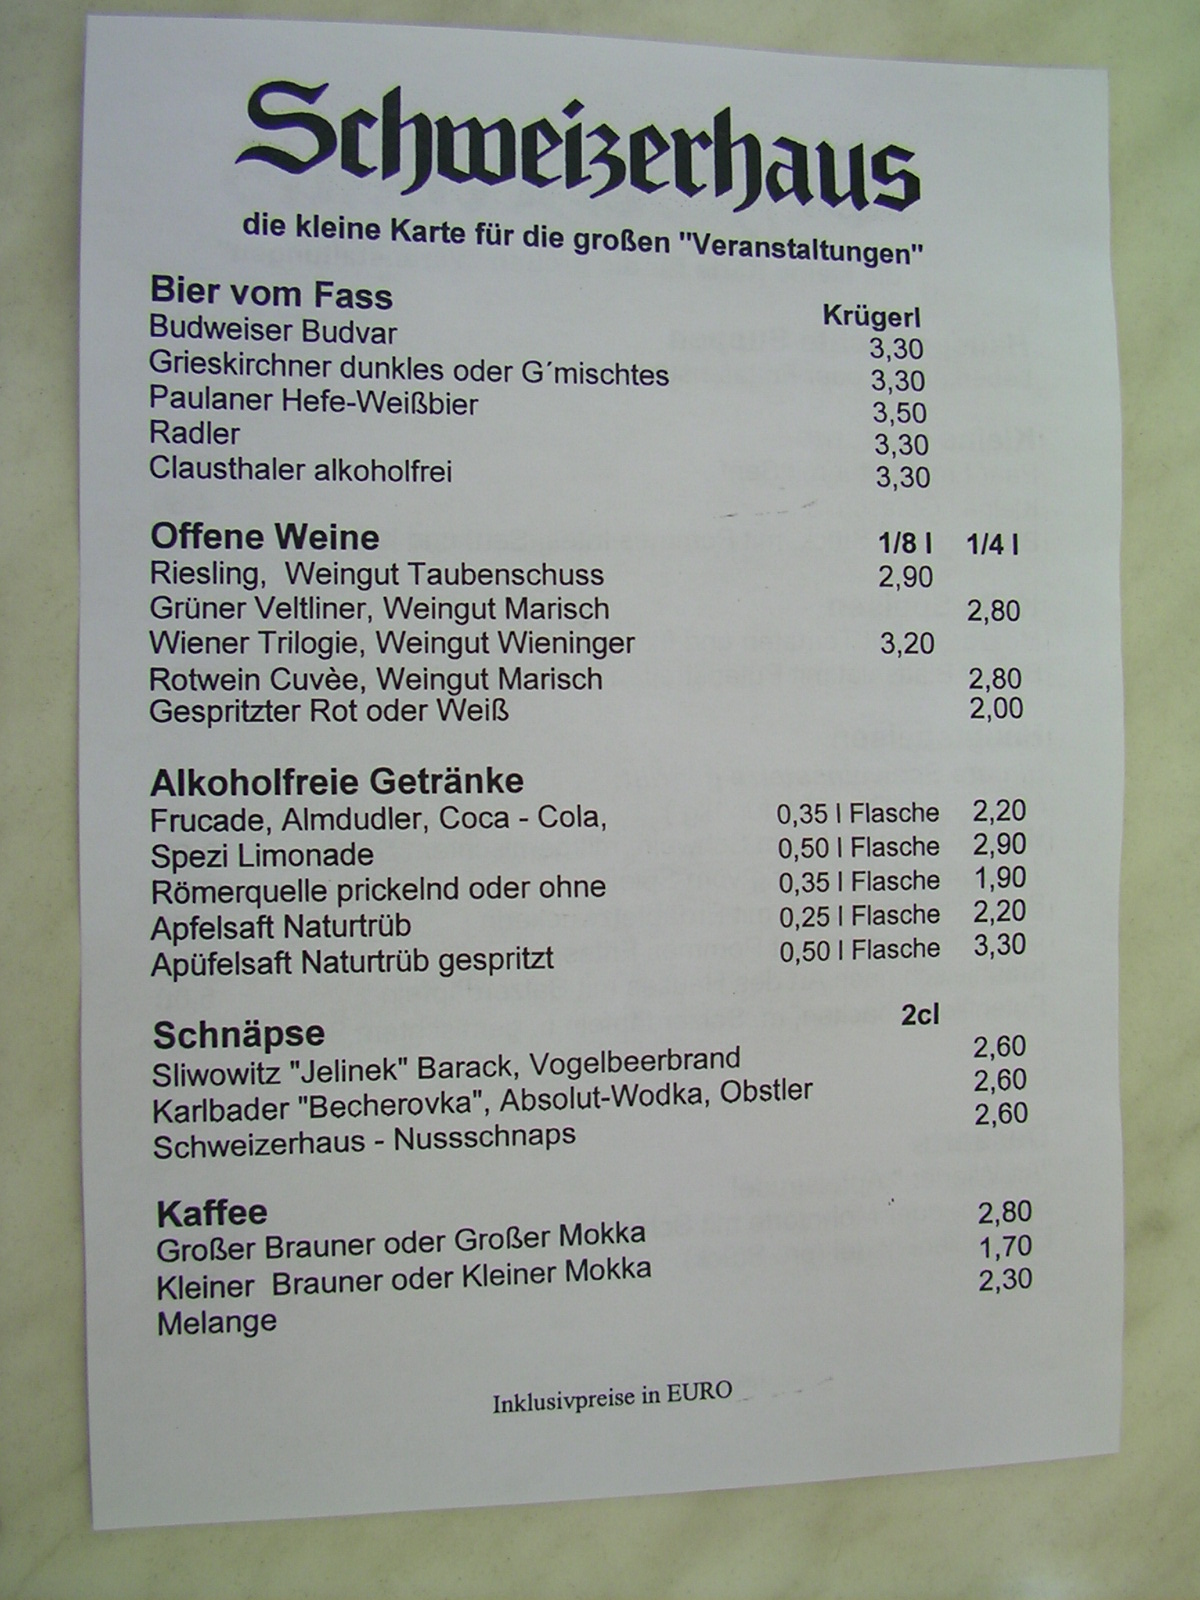 Schweizerhaus
die kleine Karte für die großen "Veranstaltungen"
Bier vom Fass Krügerl
Budweiser Budvar 3,30
Grieskirchner dunkles oder G´mischtes 3,30
Paulaner Hefe-Weißbier 3,50
Radler 3,30
Clausthaler alkoholfrei 3,30
Offene Weine 1/8 l 1/4 l
Riesling, Weingut Taubenschuss 2,90
Grüner Veltliner, Weingut Marisch 2,80
Wiener Trilogie, Weingut Wieninger 3,20
Rotwein Cuvèe, Weingut Marisch 2,80
Gespritzter Rot oder Weiß 2,00
Alkoholfreie Getränke
Frucade, Almdudler, Coca - Cola, 0,35 l Flasche 2,20
Spezi Limonade 0,50 l Flasche 2,90
Römerquelle prickelnd oder ohne 0,35 l Flasche 1,90
Apfelsaft Naturtrüb 0,25 l Flasche 2,20
Apüfelsaft Naturtrüb gespritzt 0,50 l Flasche 3,30
Schnäpse 2cl
Sliwowitz "Jelinek" Barack, Vogelbeerbrand 2,60
Karlbader "Becherovka", Absolut-Wodka, Obstler 2,60
Schweizerhaus - Nussschnaps 2,60
Kaffee
Großer Brauner oder Großer Mokka 2,80
Kleiner Brauner oder Kleiner Mokka 1,70
Melange 2,30
Inklusivpreise in EURO